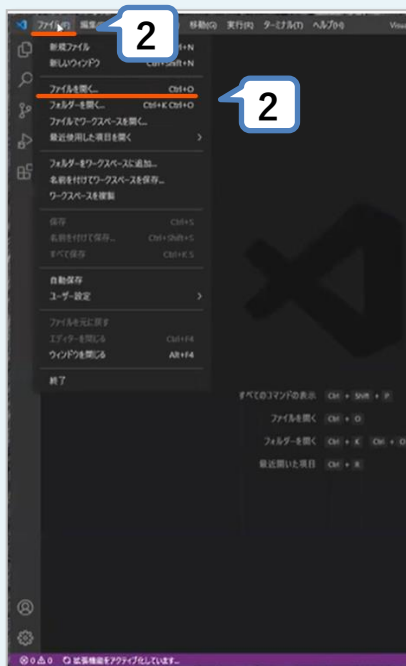 ファイル(F) 編集 移動(G) 実行(R) ターミナル(T) ヘルプ(H) Visu
2
新規ファイル
新しいウィンドウ Ctrl+Shift+N
ファイルを開く... Ctrl+O
2
フォルダーを開く... Ctrl+K Ctrl+O
ファイルでワークスペースを開く...
最近使用した項目を開く
フォルダーをワークスペースに追加...
名前を付けてワークスペースを保存...
ワークスペースを複製
保存 Ctrl+S
名前を付けて保存... Ctrl+Shift+S
すべて保存 Ctrl+K S
自動保存
ユーザー設定
ファイルを元に戻す
エディターを閉じる Ctrl+F4
ウィンドウを閉じる Alt+F4
終了
すべてのコマンドの表示 Ctrl + Shift + P
ファイルを開く Ctrl + O
フォルダーを開く Ctrl + K Ctrl + O
最近開いた項目 Ctrl + R
0 0 拡張機能をアクティブ化しています...